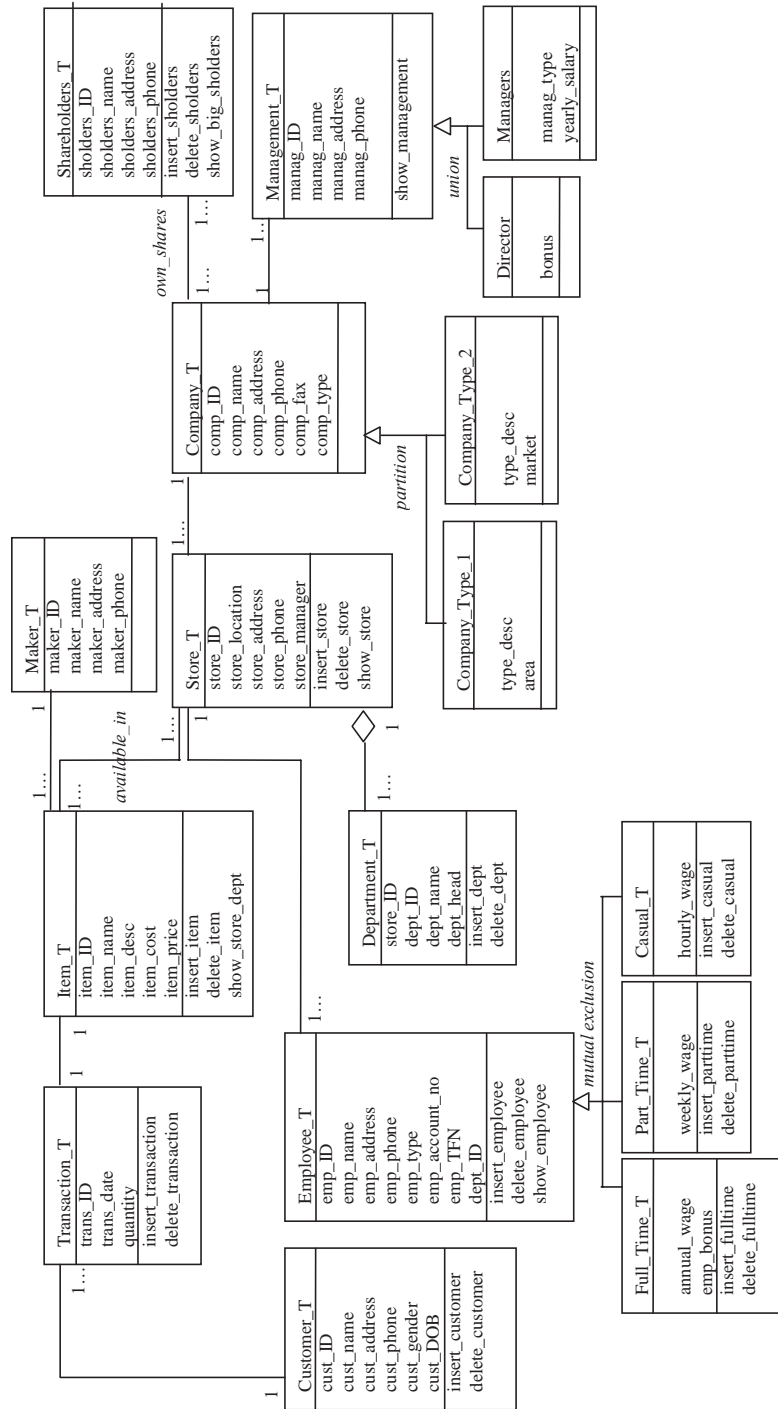 Shareholders_T
sholders_ID
sholders_name
sholders_address
sholders_phone
insert_sholders
delete_sholders
show_big_sholders
1...
own_shares
1...
Management_T
manag_ID
manag_name
manag_address
manag_phone
show_management
1..
1
union
Director
bonus
Managers
manag_type
yearly_salary
Company_T
comp_ID
comp_name
comp_address
comp_phone
comp_fax
comp_type
1
1...
partition
Company_Type_1
type_desc
area
Company_Type_2
type_desc
market
Maker_T
maker_ID
maker_name
maker_address
maker_phone
1
1...
Store_T
store_ID
store_location
store_address
store_phone
store_manager
insert_store
delete_store
show_store
1...
1
available_in
1...
1
1...
Department_T
store_ID
dept_ID
dept_name
dept_head
insert_dept
delete_dept
Item_T
item_ID
item_name
item_desc
item_cost
item_price
insert_item
delete_item
show_store_dept
1
1
Transaction_T
trans_ID
trans_date
quantity
insert_transaction
delete_transaction
1...
1
Customer_T
cust_ID
cust_name
cust_address
cust_phone
cust_gender
cust_DOB
insert_customer
delete_customer
1...
Employee_T
emp_ID
emp_name
emp_address
emp_phone
emp_type
emp_account_no
emp_TFN
dept_ID
insert_employee
delete_employee
show_employee
mutual exclusion
Full_Time_T
annual_wage
emp_bonus
insert_fulltime
delete_fulltime
Part_Time_T
weekly_wage
insert_parttime
delete_parttime
Casual_T
hourly_wage
insert_casual
delete_casual